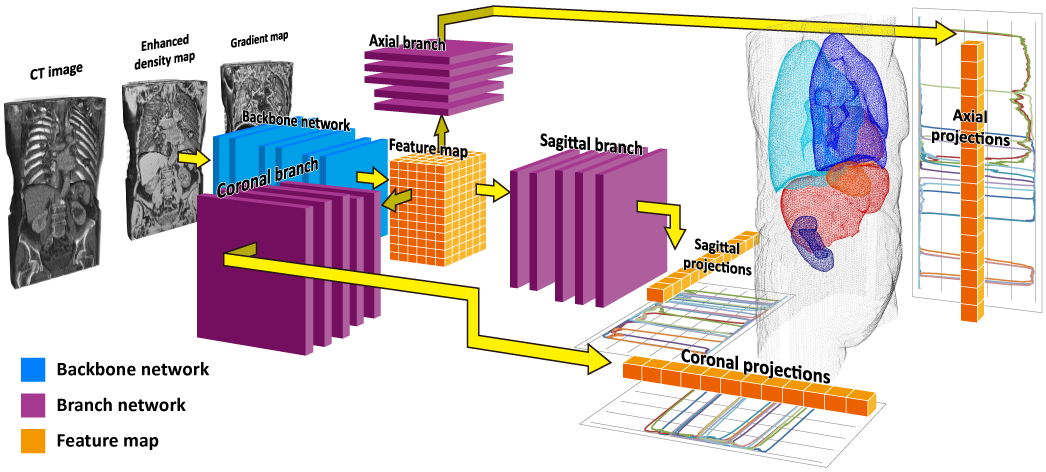 CT image
Enhanced
density map
Gradient map
Axial branch
Backbone network
Coronal branch
Feature map
Sagittal branch
Sagittal
projections
Axial
projections
Coronal projections
Backbone network
Branch network
Feature map